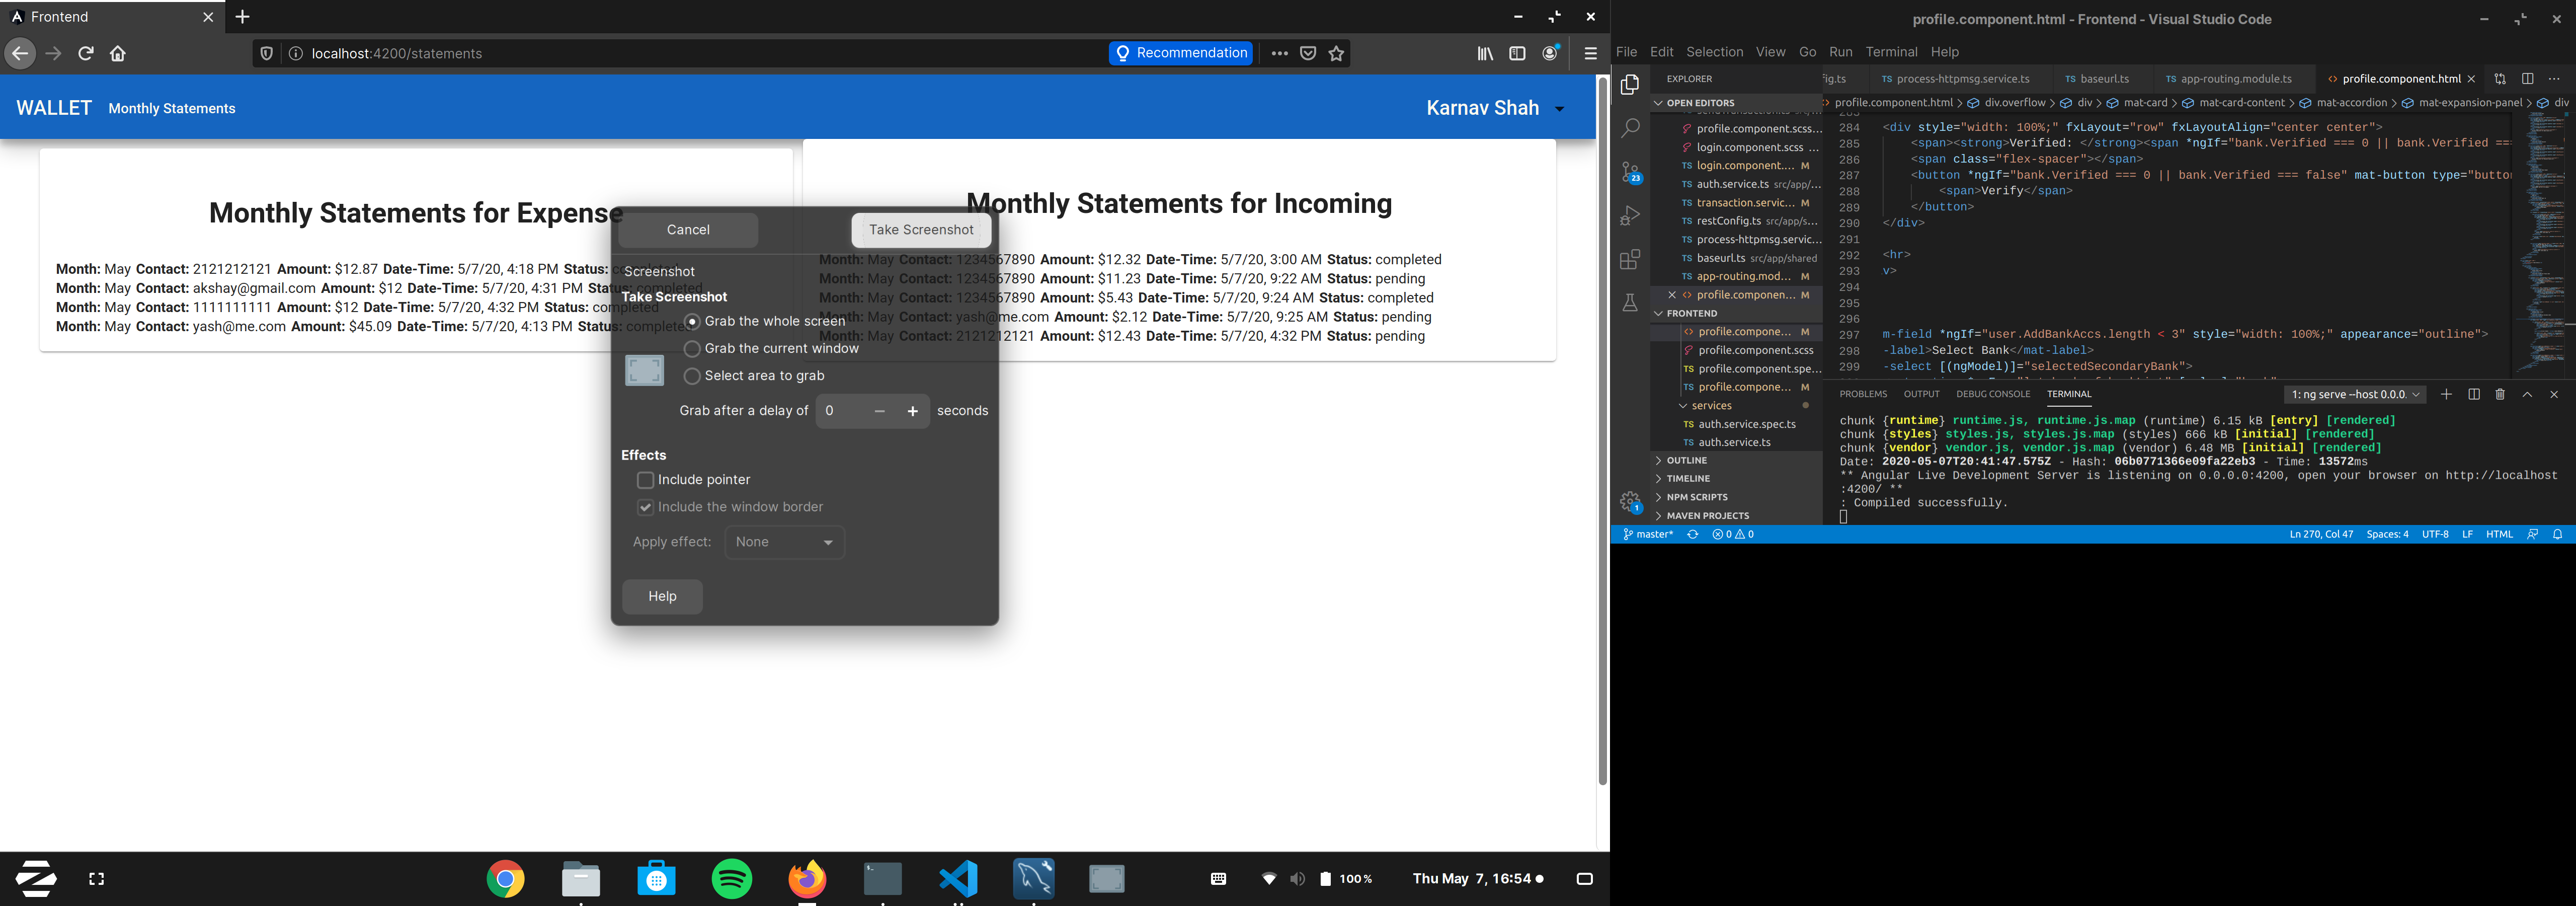 Frontend
localhost:4200/statements
Recommendation
WALLET Monthly Statements
Karnav Shah
Monthly Statements for Expense
Month: May Contact: 2121212121 Amount: $12.87 Date-Time: 5/7/20, 4:18 PM Status: completed
Month: May Contact: akshay@gmail.com Amount: $12 Date-Time: 5/7/20, 4:31 PM Status: completed
Month: May Contact: 1111111111 Amount: $12 Date-Time: 5/7/20, 4:32 PM Status: completed
Month: May Contact: yash@me.com Amount: $45.09 Date-Time: 5/7/20, 4:13 PM Status: completed
Monthly Statements for Incoming
Month: May Contact: 1234567890 Amount: $12.32 Date-Time: 5/7/20, 3:00 AM Status: completed
Month: May Contact: 1234567890 Amount: $11.23 Date-Time: 5/7/20, 9:22 AM Status: pending
Month: May Contact: 1234567890 Amount: $5.43 Date-Time: 5/7/20, 9:24 AM Status: completed
Month: May Contact: yash@me.com Amount: $2.12 Date-Time: 5/7/20, 9:25 AM Status: pending
Month: May Contact: 2121212121 Amount: $12.43 Date-Time: 5/7/20, 4:32 PM Status: pending
Cancel
Take Screenshot
Screenshot
Take Screenshot
Grab the whole screen
Grab the current window
Select area to grab
Grab after a delay of 0 − + seconds
Effects
Include pointer
Include the window border
Apply effect: None
Help
100 %
Thu May 7, 16:54
profile.component.html - Frontend - Visual Studio Code
File Edit Selection View Go Run Terminal Help
EXPLORER
OPEN EDITORS
profile.component.scss...
login.component.scss ...
login.component.... M
auth.service.ts src/app/...
transaction.servic... M
restConfig.ts src/app/s...
process-httpmsg.servic...
baseurl.ts src/app/shared
app-routing.mod... M
profile.componen... M
FRONTEND
profile.compone... M
profile.component.scss
profile.component.spe...
profile.compone... M
services
auth.service.spec.ts
auth.service.ts
OUTLINE
TIMELINE
NPM SCRIPTS
MAVEN PROJECTS
23
1
fig.ts process-httpmsg.service.ts baseurl.ts app-routing.module.ts profile.component.html
profile.component.html > div.overflow > div > mat-card > mat-card-content > mat-accordion > mat-expansion-panel > div
284 <div style="width: 100%;" fxLayout="row" fxLayoutAlign="center center">
285 <span><strong>Verified: </strong><span *ngIf="bank.Verified === 0 || bank.Verified ==
286 <span class="flex-spacer"></span>
287 <button *ngIf="bank.Verified === 0 || bank.Verified === false" mat-button type="butto
288 <span>Verify</span>
289 </button>
290 </div>
291
292 <hr>
293 v>
294
295
296
297 m-field *ngIf="user.AddBankAccs.length < 3" style="width: 100%;" appearance="outline">
298 -label>Select Bank</mat-label>
299 -select [(ngModel)]="selectedSecondaryBank">
PROBLEMS OUTPUT DEBUG CONSOLE TERMINAL
1: ng serve --host 0.0.0.
chunk {runtime} runtime.js, runtime.js.map (runtime) 6.15 kB [entry] [rendered]
chunk {styles} styles.js, styles.js.map (styles) 666 kB [initial] [rendered]
chunk {vendor} vendor.js, vendor.js.map (vendor) 6.48 MB [initial] [rendered]
Date: 2020-05-07T20:41:47.575Z - Hash: 06b0771366e09fa22eb3 - Time: 13572ms
** Angular Live Development Server is listening on 0.0.0.0:4200, open your browser on http://localhost
:4200/ **
: Compiled successfully.
master* 0 0
Ln 270, Col 47 Spaces: 4 UTF-8 LF HTML